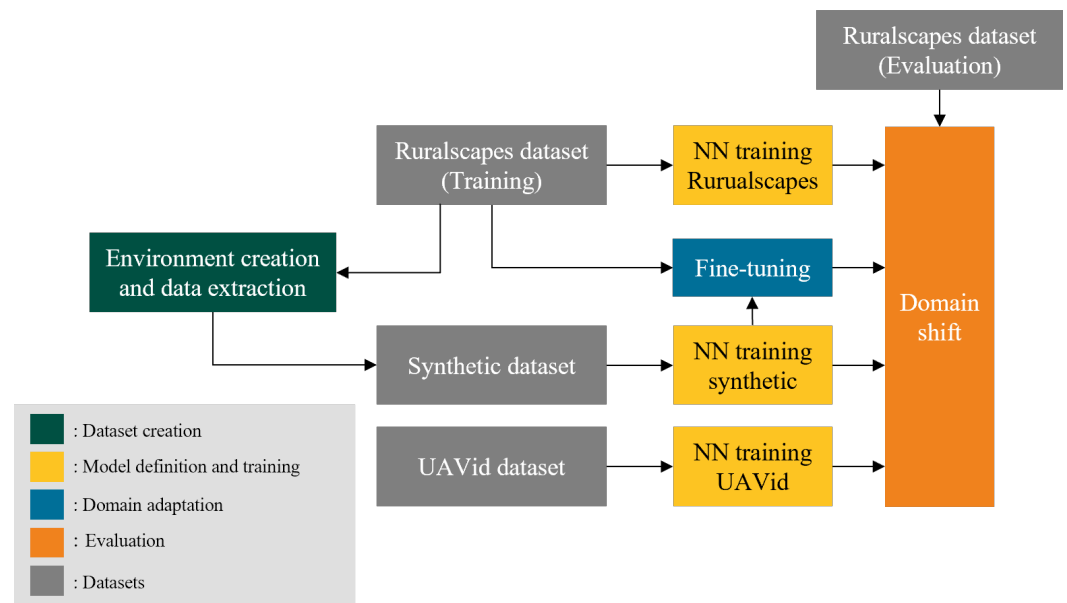 Ruralscapes dataset
(Evaluation)
Ruralscapes dataset
(Training)
NN training
Rurualscapes
Environment creation
and data extraction
Fine-tuning
Domain
shift
Synthetic dataset
NN training
synthetic
UAVid dataset
NN training
UAVid
: Dataset creation
: Model definition and training
: Domain adaptation
: Evaluation
: Datasets